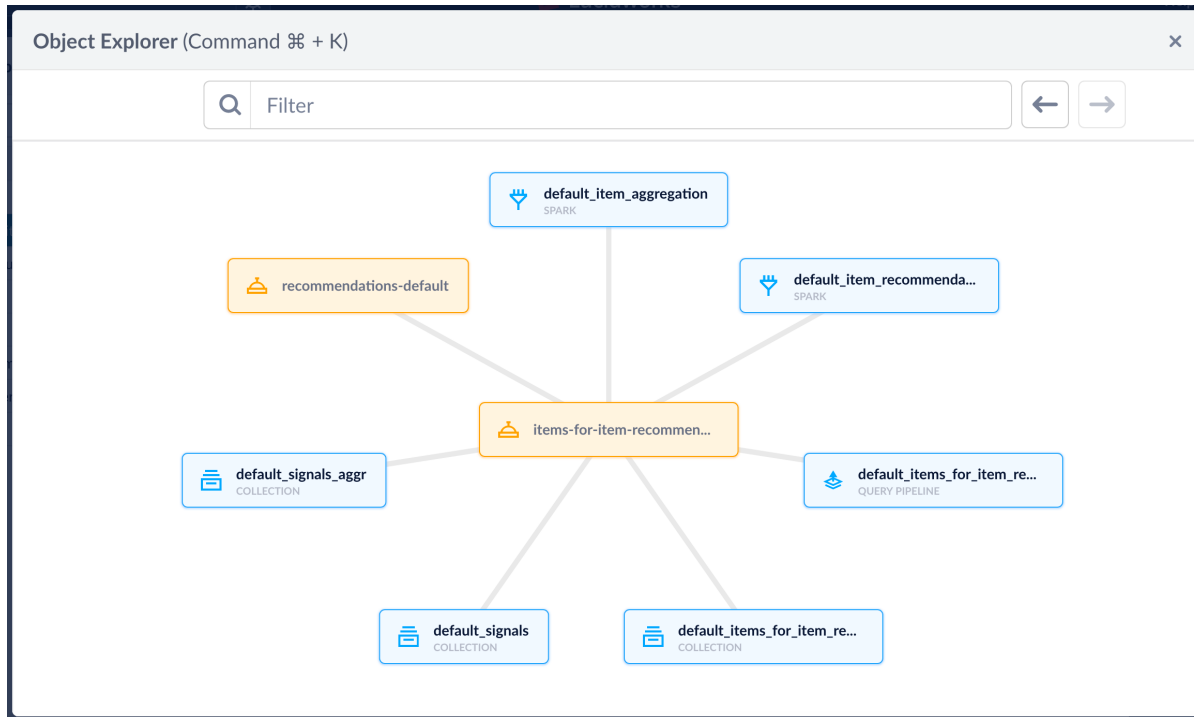 Object Explorer (Command ⌘ + K)
Filter
default_item_aggregation
SPARK
recommendations-default
default_item_recommenda...
SPARK
items-for-item-recommen...
default_signals_aggr
COLLECTION
default_items_for_item_re...
QUERY PIPELINE
default_signals
COLLECTION
default_items_for_item_re...
COLLECTION